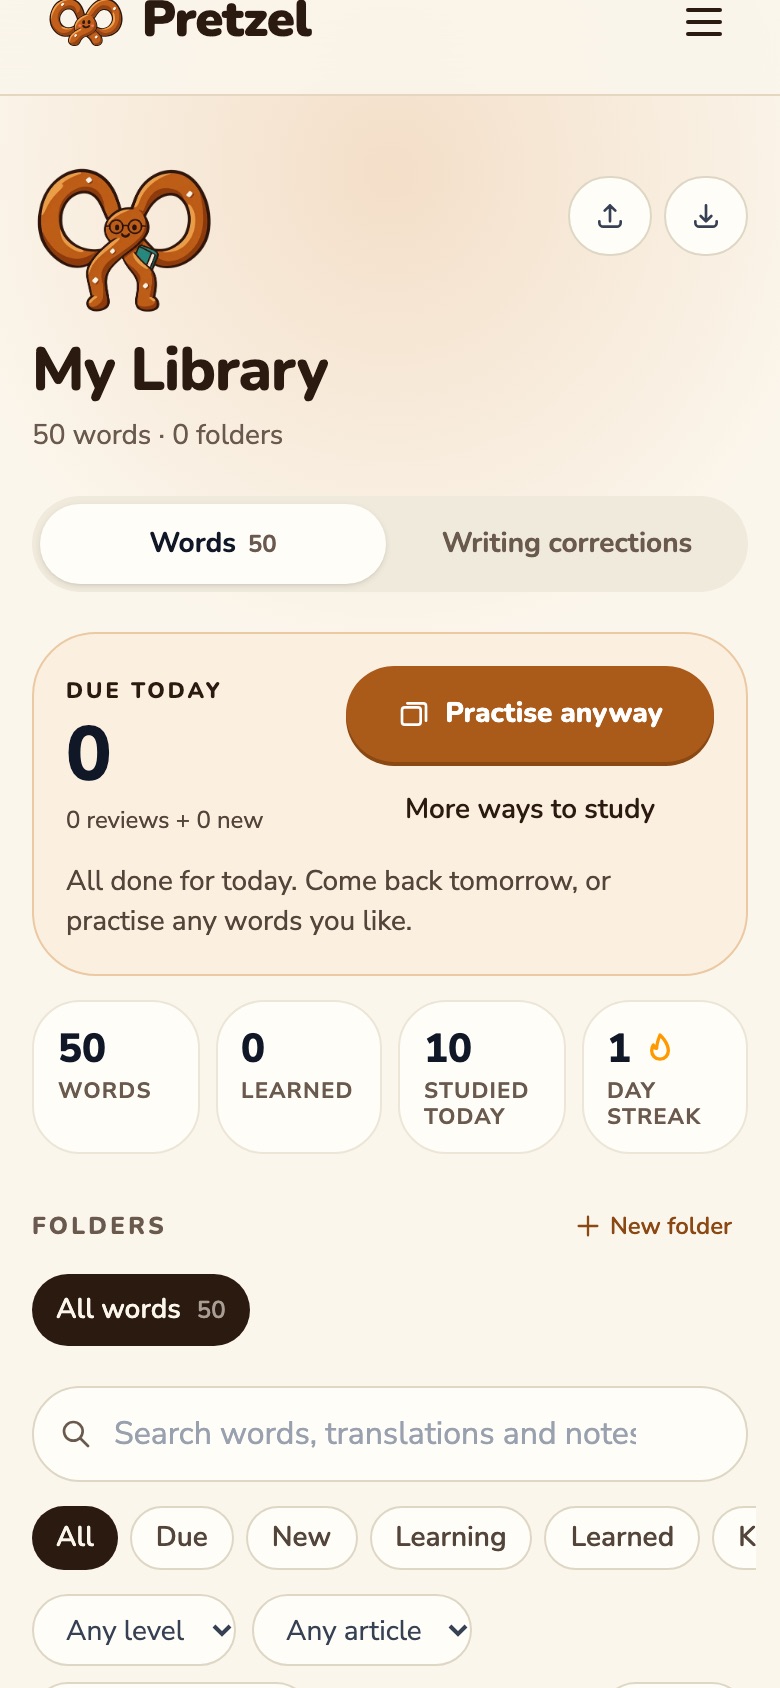 Pretzel
My Library
50 words · 0 folders
Words 50
Writing corrections
DUE TODAY
0
0 reviews + 0 new
Practise anyway
More ways to study
All done for today. Come back tomorrow, or
practise any words you like.
50
WORDS
0
LEARNED
10
STUDIED
TODAY
1
DAY
STREAK
FOLDERS
New folder
All words 50
Search words, translations and notes
All
Due
New
Learning
Learned
K
Any level
Any article